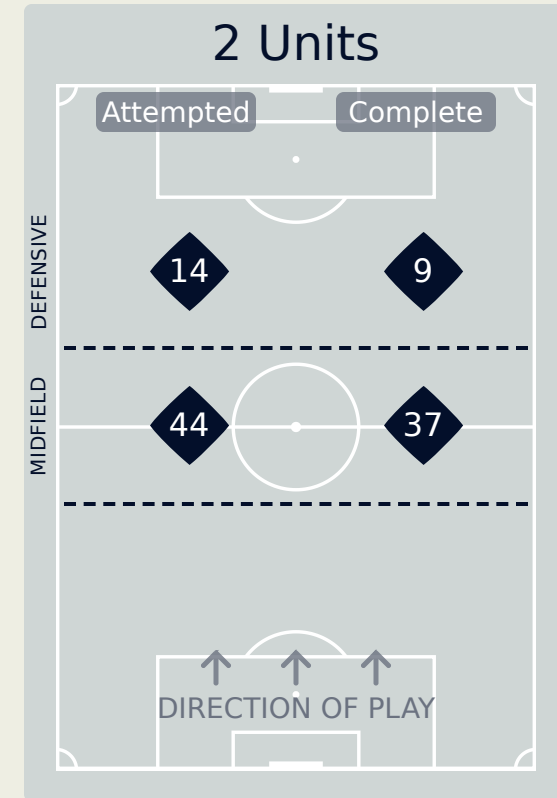 2 Units
Attempted Complete
DEFENSIVE
14 9
MIDFIELD
44 37
DIRECTION OF PLAY